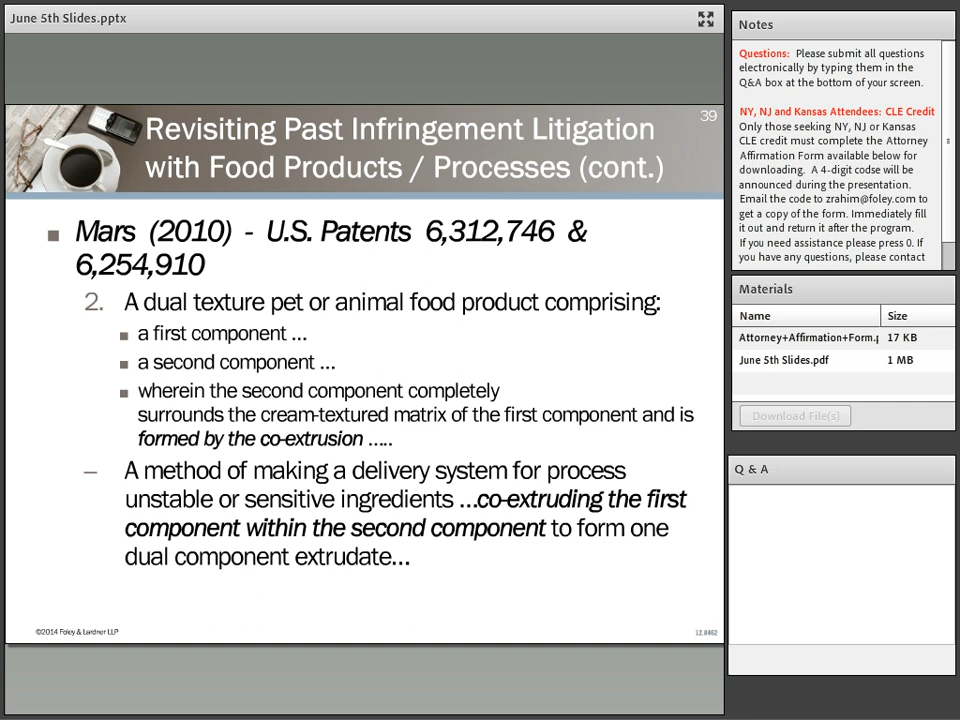 June 5th Slides.pptx
39
Revisiting Past Infringement Litigation
with Food Products / Processes (cont.)
Mars (2010) - U.S. Patents 6,312,746 &
6,254,910
2. A dual texture pet or animal food product comprising:
a first component ...
a second component ...
wherein the second component completely
surrounds the cream-textured matrix of the first component and is
formed by the co-extrusion .....
– A method of making a delivery system for process
unstable or sensitive ingredients ...co-extruding the first
component within the second component to form one
dual component extrudate...
©2014 Foley & Lardner LLP
Notes
Questions: Please submit all questions
electronically by typing them in the
Q&A box at the bottom of your screen.
NY, NJ and Kansas Attendees: CLE Credit
Only those seeking NY, NJ or Kansas
CLE credit must complete the Attorney
Affirmation Form available below for
downloading. A 4-digit codse will be
announced during the presentation.
Email the code to zrahim@foley.com to
get a copy of the form. Immediately fill
it out and return it after the program.
If you need assistance please press 0. If
you have any questions, please contact
Materials
Name Size
Attorney+Affirmation+Form.p 17 KB
June 5th Slides.pdf 1 MB
Download File(s)
Q & A